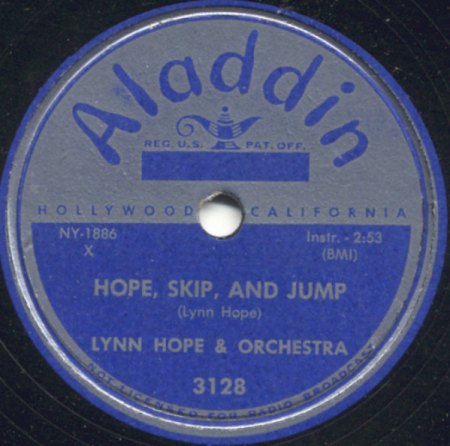 Aladdin
REG. U.S. PAT. OFF.
HOLLYWOOD CALIFORNIA
NY-1886 Instr. - 2:53
X (BMI)
HOPE, SKIP, AND JUMP
(Lynn Hope)
LYNN HOPE & ORCHESTRA
3128
NOT LICENSED FOR RADIO BROADCAST